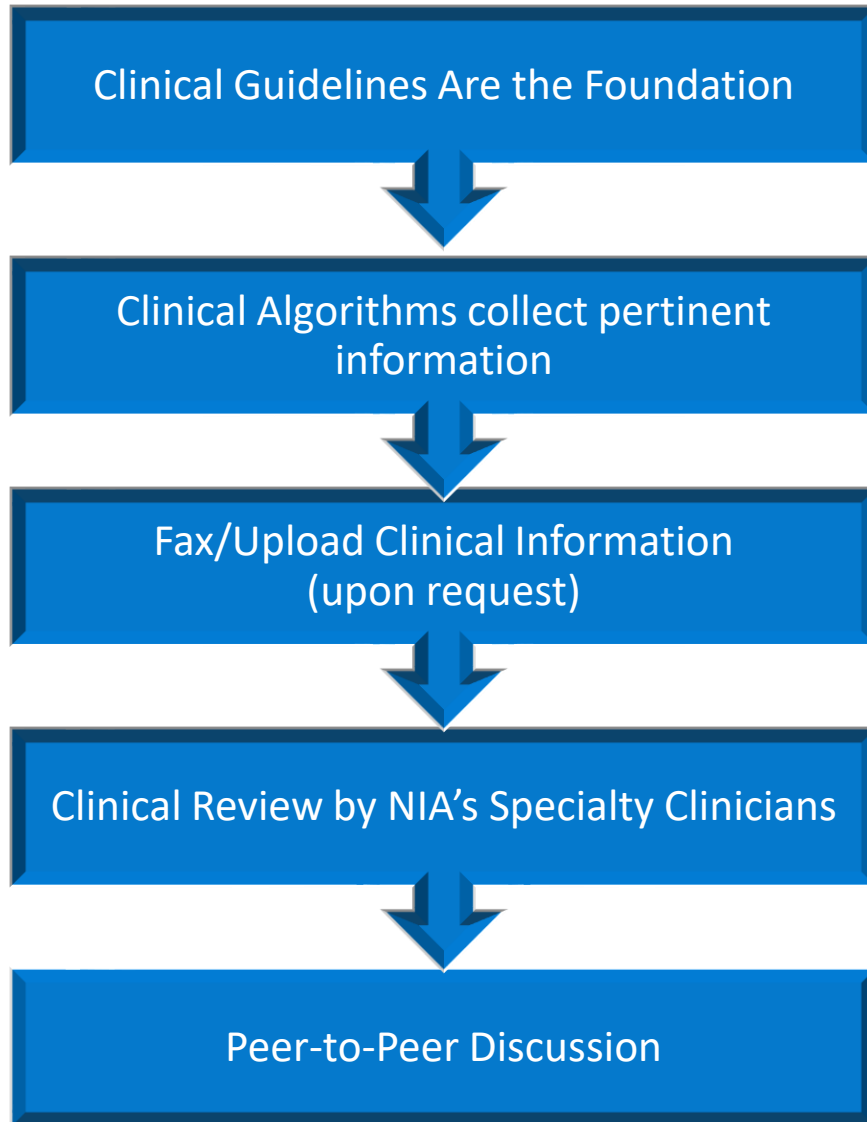 Clinical Guidelines Are the Foundation
Clinical Algorithms collect pertinent
information
Fax/Upload Clinical Information
(upon request)
Clinical Review by NIA’s Specialty Clinicians
Peer-to-Peer Discussion